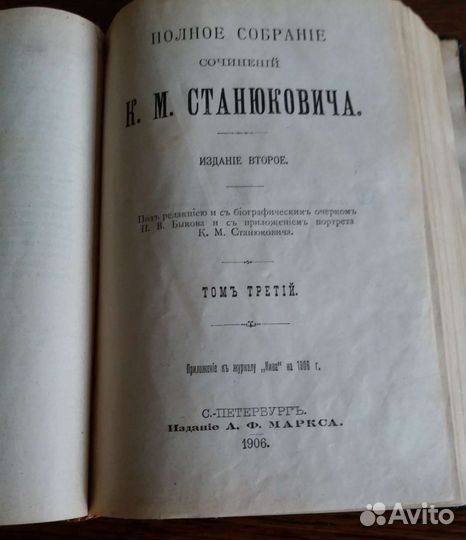 ПОЛНОЕ СОБРАНІЕ
СОЧИНЕНІЙ
К. М. СТАНЮКОВИЧА.
ИЗДАНІЕ ВТОРОЕ.
Подъ редакціею и съ біографическимъ очеркомъ
П. В. Быкова и съ приложеніемъ портрета
К. М. Станюковича.
ТОМЪ ТРЕТІЙ.
Приложеніе къ журналу „Нива“ на 1906 г.
С.-ПЕТЕРБУРГЪ.
Изданіе А. Ф. МАРКСА.
1906.
Avito